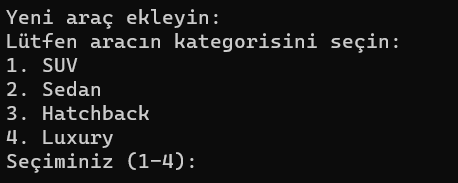 Yeni araç ekleyin:
Lütfen aracın kategorisini seçin:
1. SUV
2. Sedan
3. Hatchback
4. Luxury
Seçiminiz (1-4):